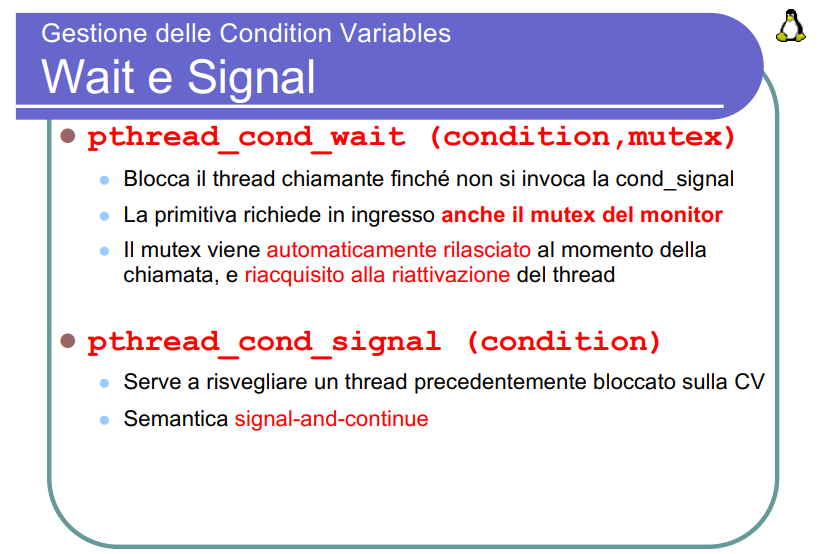 Gestione delle Condition Variables
Wait e Signal
pthread_cond_wait (condition,mutex)
Blocca il thread chiamante finché non si invoca la cond_signal
La primitiva richiede in ingresso anche il mutex del monitor
Il mutex viene automaticamente rilasciato al momento della
chiamata, e riacquisito alla riattivazione del thread
pthread_cond_signal (condition)
Serve a risvegliare un thread precedentemente bloccato sulla CV
Semantica signal-and-continue